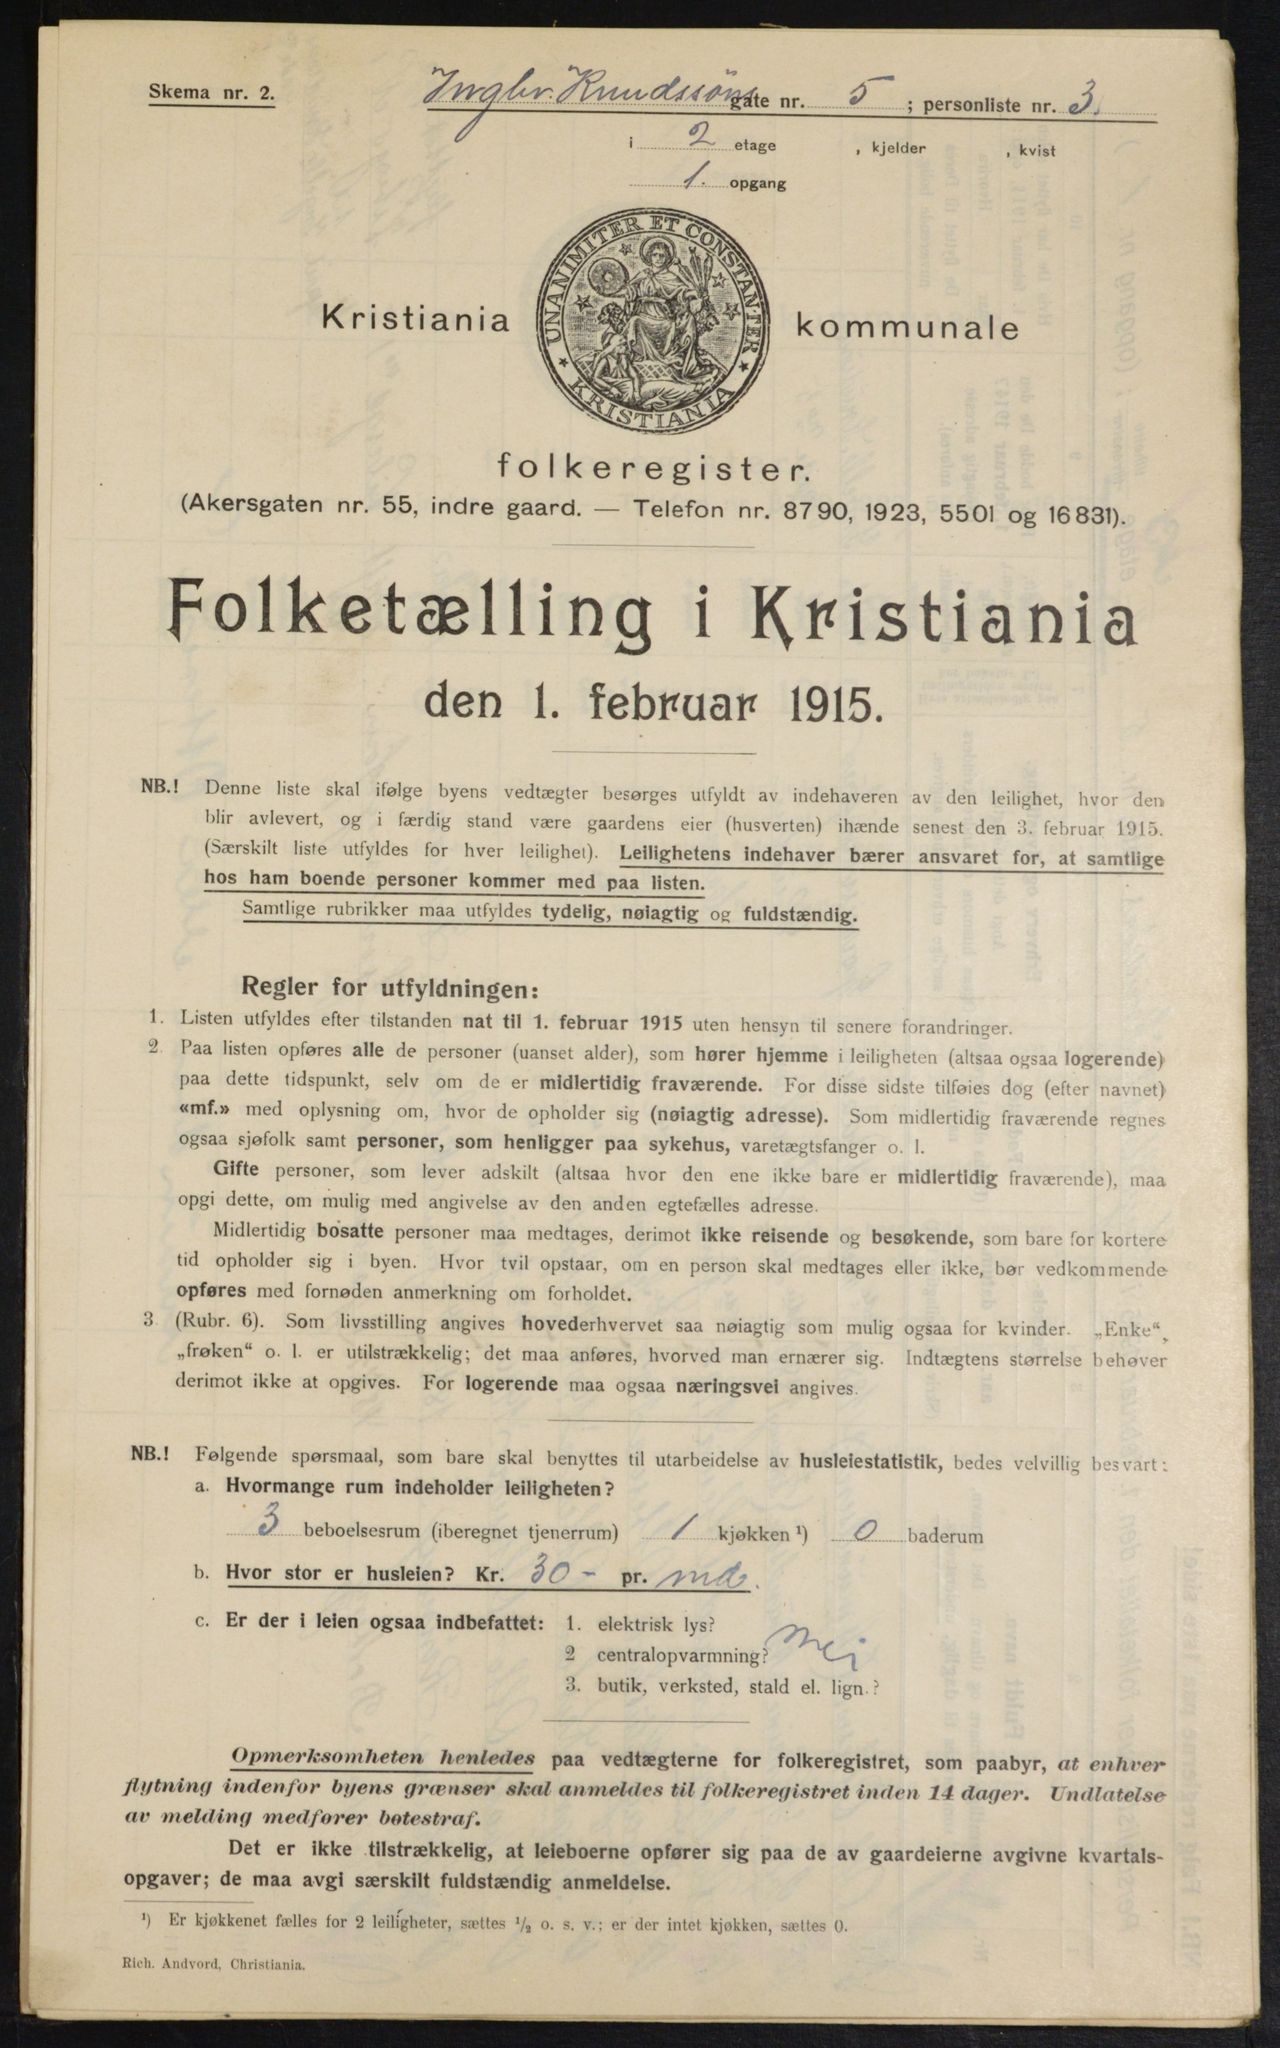 Skema nr. 2.
Ingbr. Knudssöns gate nr. 5 ; personliste nr. 3.
i 2 etage , kjelder , kvist
1. opgang
UNANIMITER ET CONSTANTER
KRISTIANIA
Kristiania kommunale
folkeregister.
(Akersgaten nr. 55, indre gaard. — Telefon nr. 8790, 1923, 5501 og 16831).
Folketælling i Kristiania
den 1. februar 1915.
NB.! Denne liste skal ifølge byens vedtægter besørges utfyldt av indehaveren av den leilighet, hvor den
blir avlevert, og i færdig stand være gaardens eier (husverten) ihænde senest den 3. februar 1915.
(Særskilt liste utfyldes for hver leilighet). Leilighetens indehaver bærer ansvaret for, at samtlige
hos ham boende personer kommer med paa listen.
Samtlige rubrikker maa utfyldes tydelig, nøiagtig og fuldstændig.
Regler for utfyldningen:
1. Listen utfyldes efter tilstanden nat til 1. februar 1915 uten hensyn til senere forandringer.
2. Paa listen opføres alle de personer (uanset alder), som hører hjemme i leiligheten (altsaa ogsaa logerende)
paa dette tidspunkt, selv om de er midlertidig fraværende. For disse sidste tilføies dog (efter navnet)
«mf.» med oplysning om, hvor de opholder sig (nøiagtig adresse). Som midlertidig fraværende regnes
ogsaa sjøfolk samt personer, som henligger paa sykehus, varetægtsfanger o. l.
Gifte personer, som lever adskilt (altsaa hvor den ene ikke bare er midlertidig fraværende), maa
opgi dette, om mulig med angivelse av den anden egtefælles adresse.
Midlertidig bosatte personer maa medtages, derimot ikke reisende og besøkende, som bare for kortere
tid opholder sig i byen. Hvor tvil opstaar, om en person skal medtages eller ikke, bør vedkommende
opføres med fornøden anmerkning om forholdet.
3 (Rubr. 6). Som livsstilling angives hovederhvervet saa nøiagtig som mulig ogsaa for kvinder. „Enke“,
„frøken“ o. l. er utilstrækkelig; det maa anføres, hvorved man ernærer sig. Indtægtens størrelse behøver
derimot ikke at opgives. For logerende maa ogsaa næringsvei angives.
NB.! Følgende spørsmaal, som bare skal benyttes til utarbeidelse av husleiestatistik, bedes velvillig besvart:
a. Hvormange rum indeholder leiligheten?
3 beboelsesrum (iberegnet tjenerrum) 1 kjøkken ¹) 0 baderum
b. Hvor stor er husleien? Kr. 30 - pr. md.
c. Er der i leien ogsaa indbefattet: 1. elektrisk lys?
2 centralopvarmning? Nei
3. butik, verksted, stald el. lign.?
Opmerksomheten henledes paa vedtægterne for folkeregistret, som paabyr, at enhver
flytning indenfor byens grænser skal anmeldes til folkeregistret inden 14 dager. Undlatelse
av melding medfører bøtestraf.
Det er ikke tilstrækkelig, at leieboerne opfører sig paa de av gaardeierne avgivne kvartals-
opgaver; de maa avgi særskilt fuldstændig anmeldelse.
¹) Er kjøkkenet fælles for 2 leiligheter, sættes ½ o. s. v.; er der intet kjøkken, sættes 0.
Rich. Andvord, Christiania.